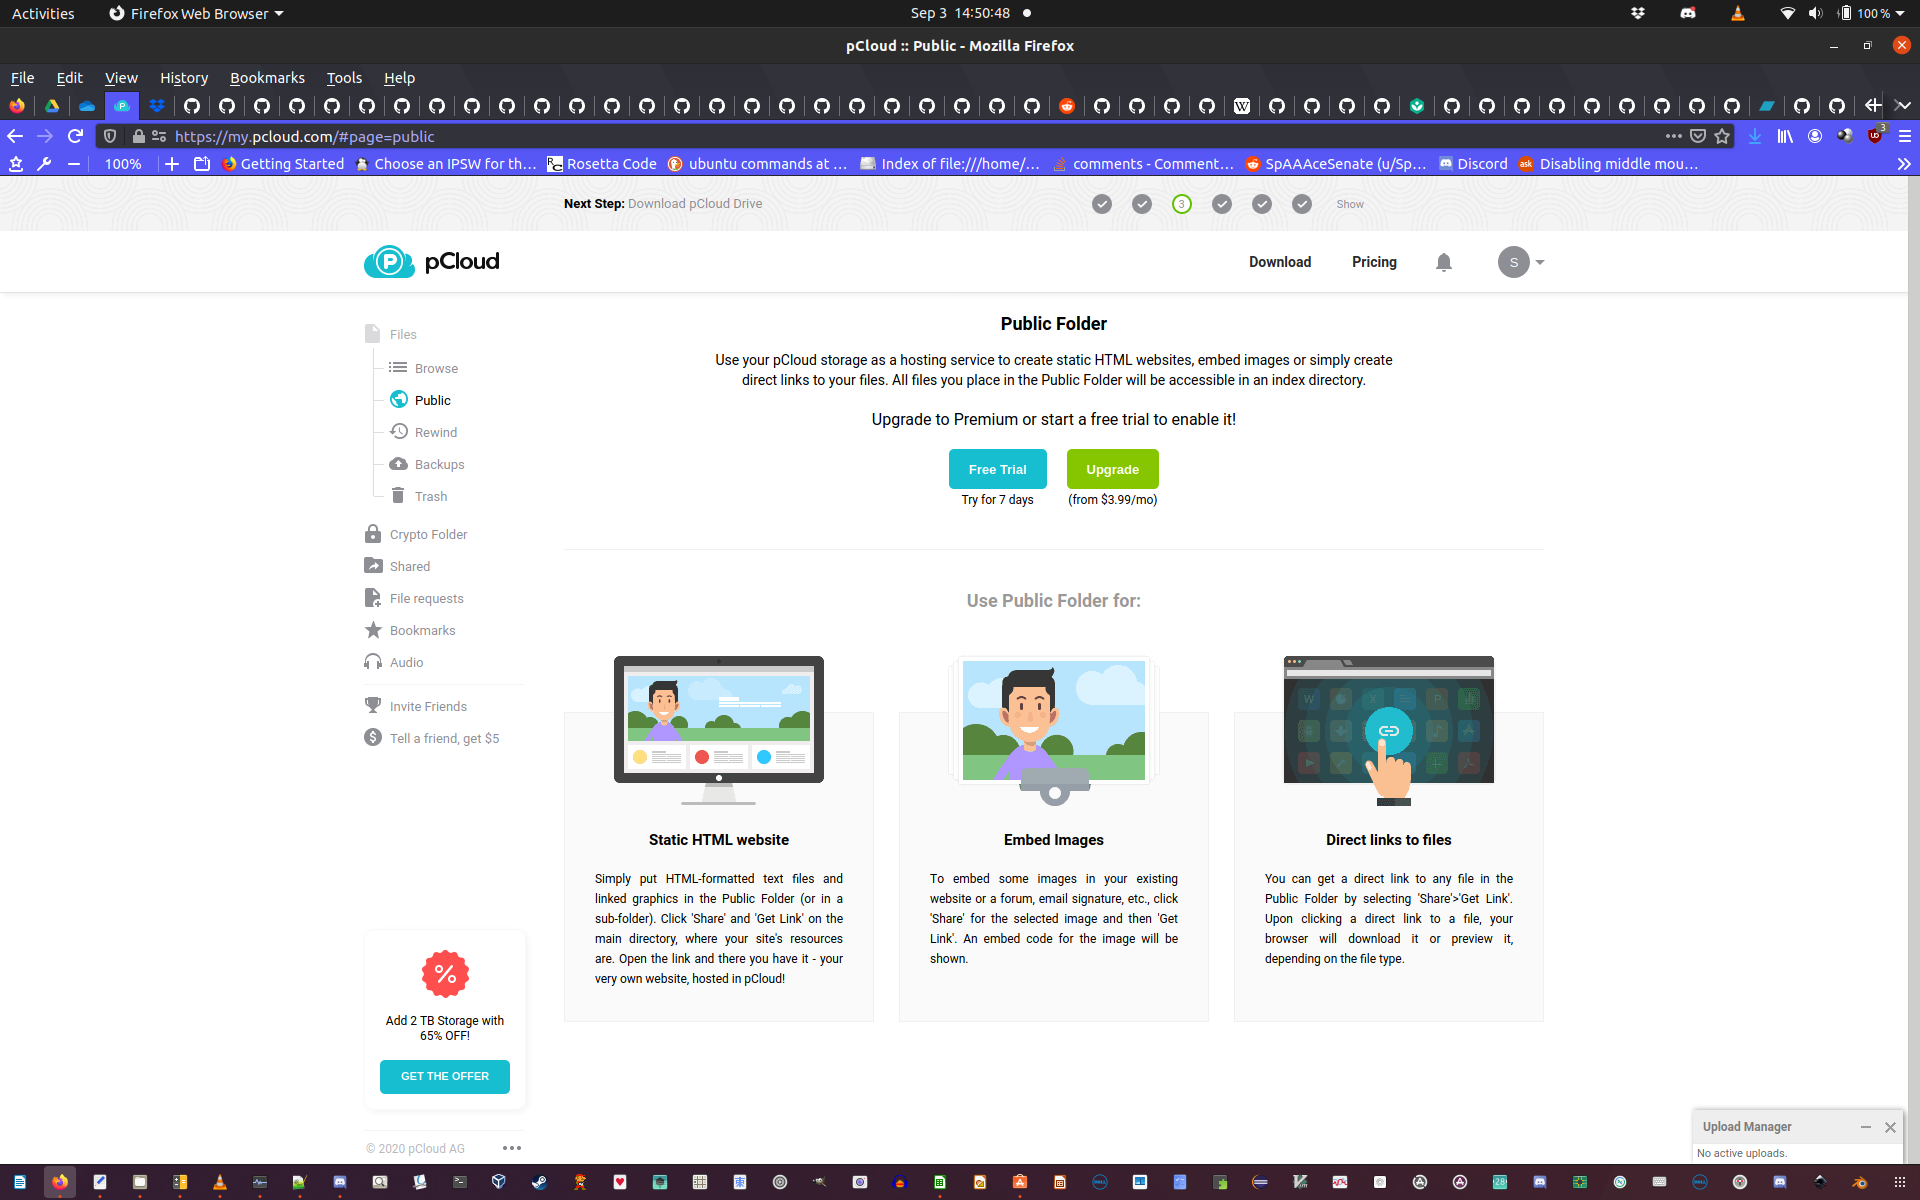 Activities
Firefox Web Browser
Sep 3 14:50:48
100 %
pCloud :: Public - Mozilla Firefox
File Edit View History Bookmarks Tools Help
https://my.pcloud.com/#page=public
3
100%
Getting Started
Choose an IPSW for th…
Rosetta Code
ubuntu commands at …
Index of file:///home/…
comments - Comment…
SpAAAceSenate (u/Sp…
Discord
Disabling middle mou…
Next Step: Download pCloud Drive
3
Show
pCloud
Download
Pricing
S
Files
Browse
Public
Rewind
Backups
Trash
Crypto Folder
Shared
File requests
Bookmarks
Audio
Invite Friends
Tell a friend, get $5
Public Folder
Use your pCloud storage as a hosting service to create static HTML websites, embed images or simply create
direct links to your files. All files you place in the Public Folder will be accessible in an index directory.
Upgrade to Premium or start a free trial to enable it!
Free Trial
Upgrade
Try for 7 days
(from $3.99/mo)
Use Public Folder for:
Static HTML website
Simply put HTML-formatted text files and
linked graphics in the Public Folder (or in a
sub-folder). Click 'Share' and 'Get Link' on the
main directory, where your site's resources
are. Open the link and there you have it - your
very own website, hosted in pCloud!
Embed Images
To embed some images in your existing
website or a forum, email signature, etc., click
'Share' for the selected image and then 'Get
Link'. An embed code for the image will be
shown.
Direct links to files
You can get a direct link to any file in the
Public Folder by selecting 'Share'>'Get Link'.
Upon clicking a direct link to a file, your
browser will download it or preview it,
depending on the file type.
Add 2 TB Storage with
65% OFF!
GET THE OFFER
© 2020 pCloud AG
Upload Manager
No active uploads.